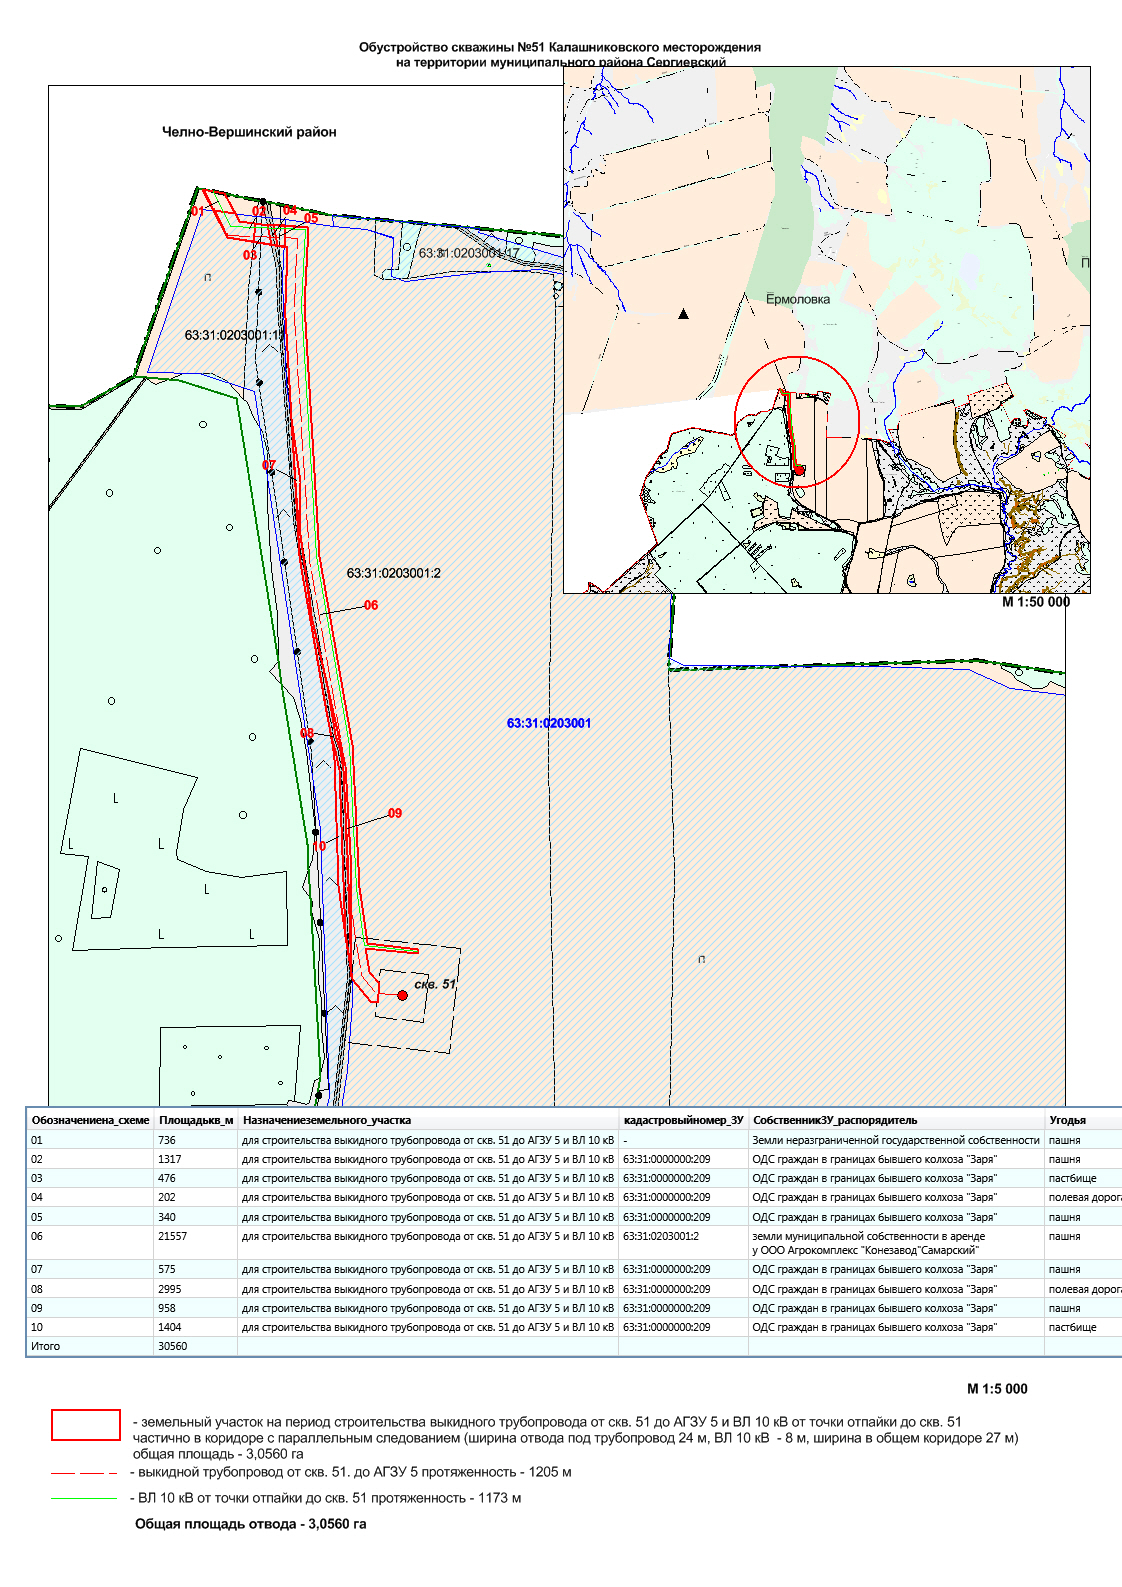 Обустройство скважины №51 Калашниковского месторождения
на территории муниципального района Сергиевский
Челно-Вершинский район
01
02
04
05
03
63:31:0203001:17
П
63:31:0203001:1
Ермоловка
П
07
63:31:0203001:2
06
М 1:50 000
63:31:0203001
08
09
10
L
L
L
L
L
L
П
скв. 51
Обозначениена_схеме Площадькв_м Назначениеземельного_участка кадастровыйномер_ЗУ СобственникЗУ_распорядитель Угодья
01 736 для строительства выкидного трубопровода от скв. 51 до АГЗУ 5 и ВЛ 10 кВ - Земли неразграниченной государственной собственности пашня
02 1317 для строительства выкидного трубопровода от скв. 51 до АГЗУ 5 и ВЛ 10 кВ 63:31:0000000:209 ОДС граждан в границах бывшего колхоза "Заря" пашня
03 476 для строительства выкидного трубопровода от скв. 51 до АГЗУ 5 и ВЛ 10 кВ 63:31:0000000:209 ОДС граждан в границах бывшего колхоза "Заря" пастбище
04 202 для строительства выкидного трубопровода от скв. 51 до АГЗУ 5 и ВЛ 10 кВ 63:31:0000000:209 ОДС граждан в границах бывшего колхоза "Заря" полевая дорога
05 340 для строительства выкидного трубопровода от скв. 51 до АГЗУ 5 и ВЛ 10 кВ 63:31:0000000:209 ОДС граждан в границах бывшего колхоза "Заря" пашня
06 21557 для строительства выкидного трубопровода от скв. 51 до АГЗУ 5 и ВЛ 10 кВ 63:31:0203001:2 земли муниципальной собственности в аренде пашня
у ООО Агрокомплекс "Конезавод"Самарский"
07 575 для строительства выкидного трубопровода от скв. 51 до АГЗУ 5 и ВЛ 10 кВ 63:31:0000000:209 ОДС граждан в границах бывшего колхоза "Заря" пашня
08 2995 для строительства выкидного трубопровода от скв. 51 до АГЗУ 5 и ВЛ 10 кВ 63:31:0000000:209 ОДС граждан в границах бывшего колхоза "Заря" полевая дорога
09 958 для строительства выкидного трубопровода от скв. 51 до АГЗУ 5 и ВЛ 10 кВ 63:31:0000000:209 ОДС граждан в границах бывшего колхоза "Заря" пашня
10 1404 для строительства выкидного трубопровода от скв. 51 до АГЗУ 5 и ВЛ 10 кВ 63:31:0000000:209 ОДС граждан в границах бывшего колхоза "Заря" пастбище
Итого 30560
М 1:5 000
- земельный участок на период строительства выкидного трубопровода от скв. 51 до АГЗУ 5 и ВЛ 10 кВ от точки отпайки до скв. 51
частично в коридоре с параллельным следованием (ширина отвода под трубопровод 24 м, ВЛ 10 кВ - 8 м, ширина в общем коридоре 27 м)
общая площадь - 3,0560 га
- выкидной трубопровод от скв. 51. до АГЗУ 5 протяженность - 1205 м
- ВЛ 10 кВ от точки отпайки до скв. 51 протяженность - 1173 м
Общая площадь отвода - 3,0560 га